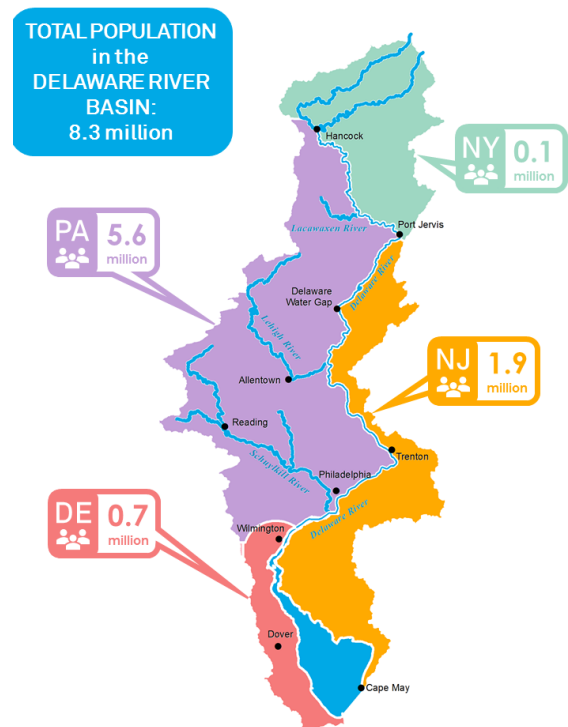 TOTAL POPULATION
in the
DELAWARE RIVER
BASIN:
8.3 million
Hancock
NY 0.1
million
Lacawaxen River
Port Jervis
PA 5.6
million
Delaware
Water Gap
Delaware River
Lehigh River
NJ 1.9
million
Allentown
Reading
Trenton
Schuylkill River
Philadelphia
DE 0.7
million
Wilmington
Delaware River
Dover
Cape May